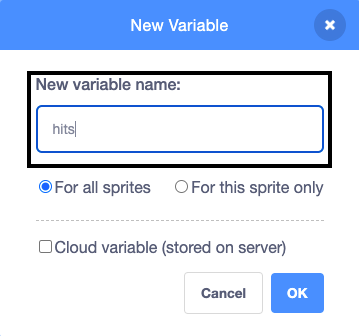 New Variable
New variable name:
hits
For all sprites For this sprite only
Cloud variable (stored on server)
Cancel OK